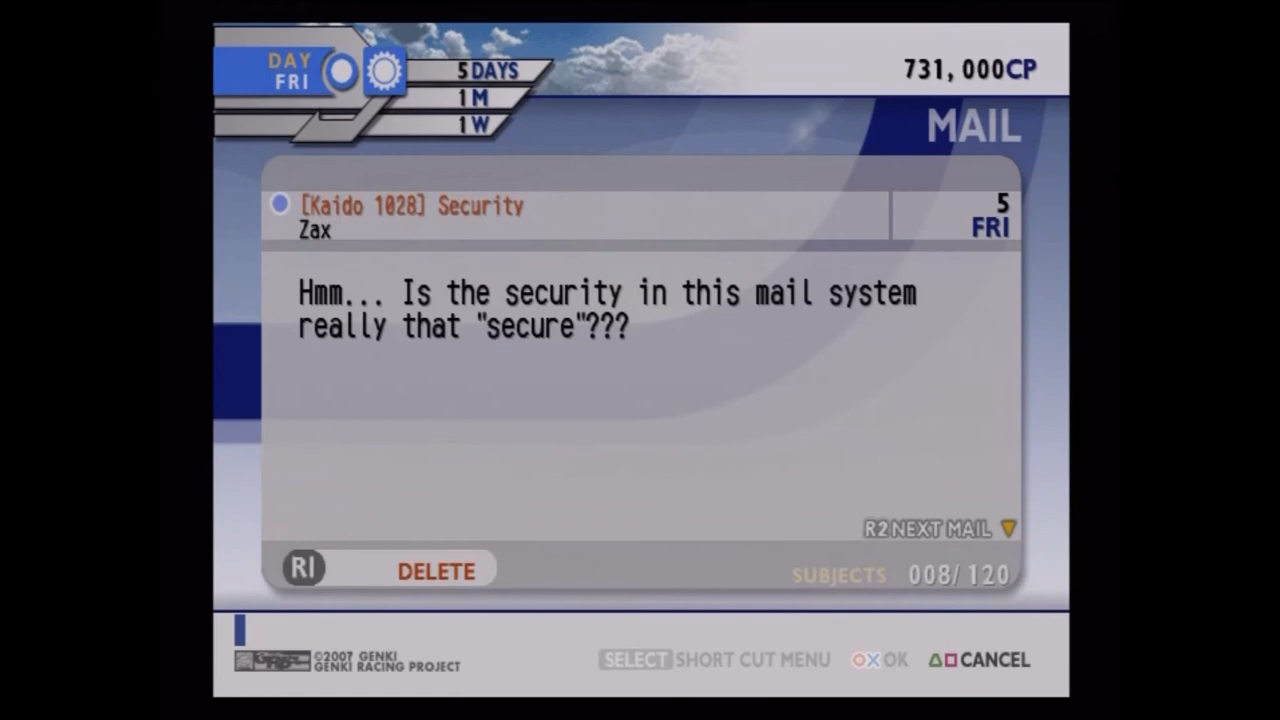 DAY
FRI
5 DAYS
1 M
1 W
731,000CP
MAIL
[Kaido 1028] Security
Zax
5
FRI
Hmm... Is the security in this mail system
really that "secure"???
R2 NEXT MAIL
R1 DELETE
SUBJECTS 008/120
©2007 GENKI
GENKI RACING PROJECT
SELECT SHORT CUT MENU
OK
CANCEL